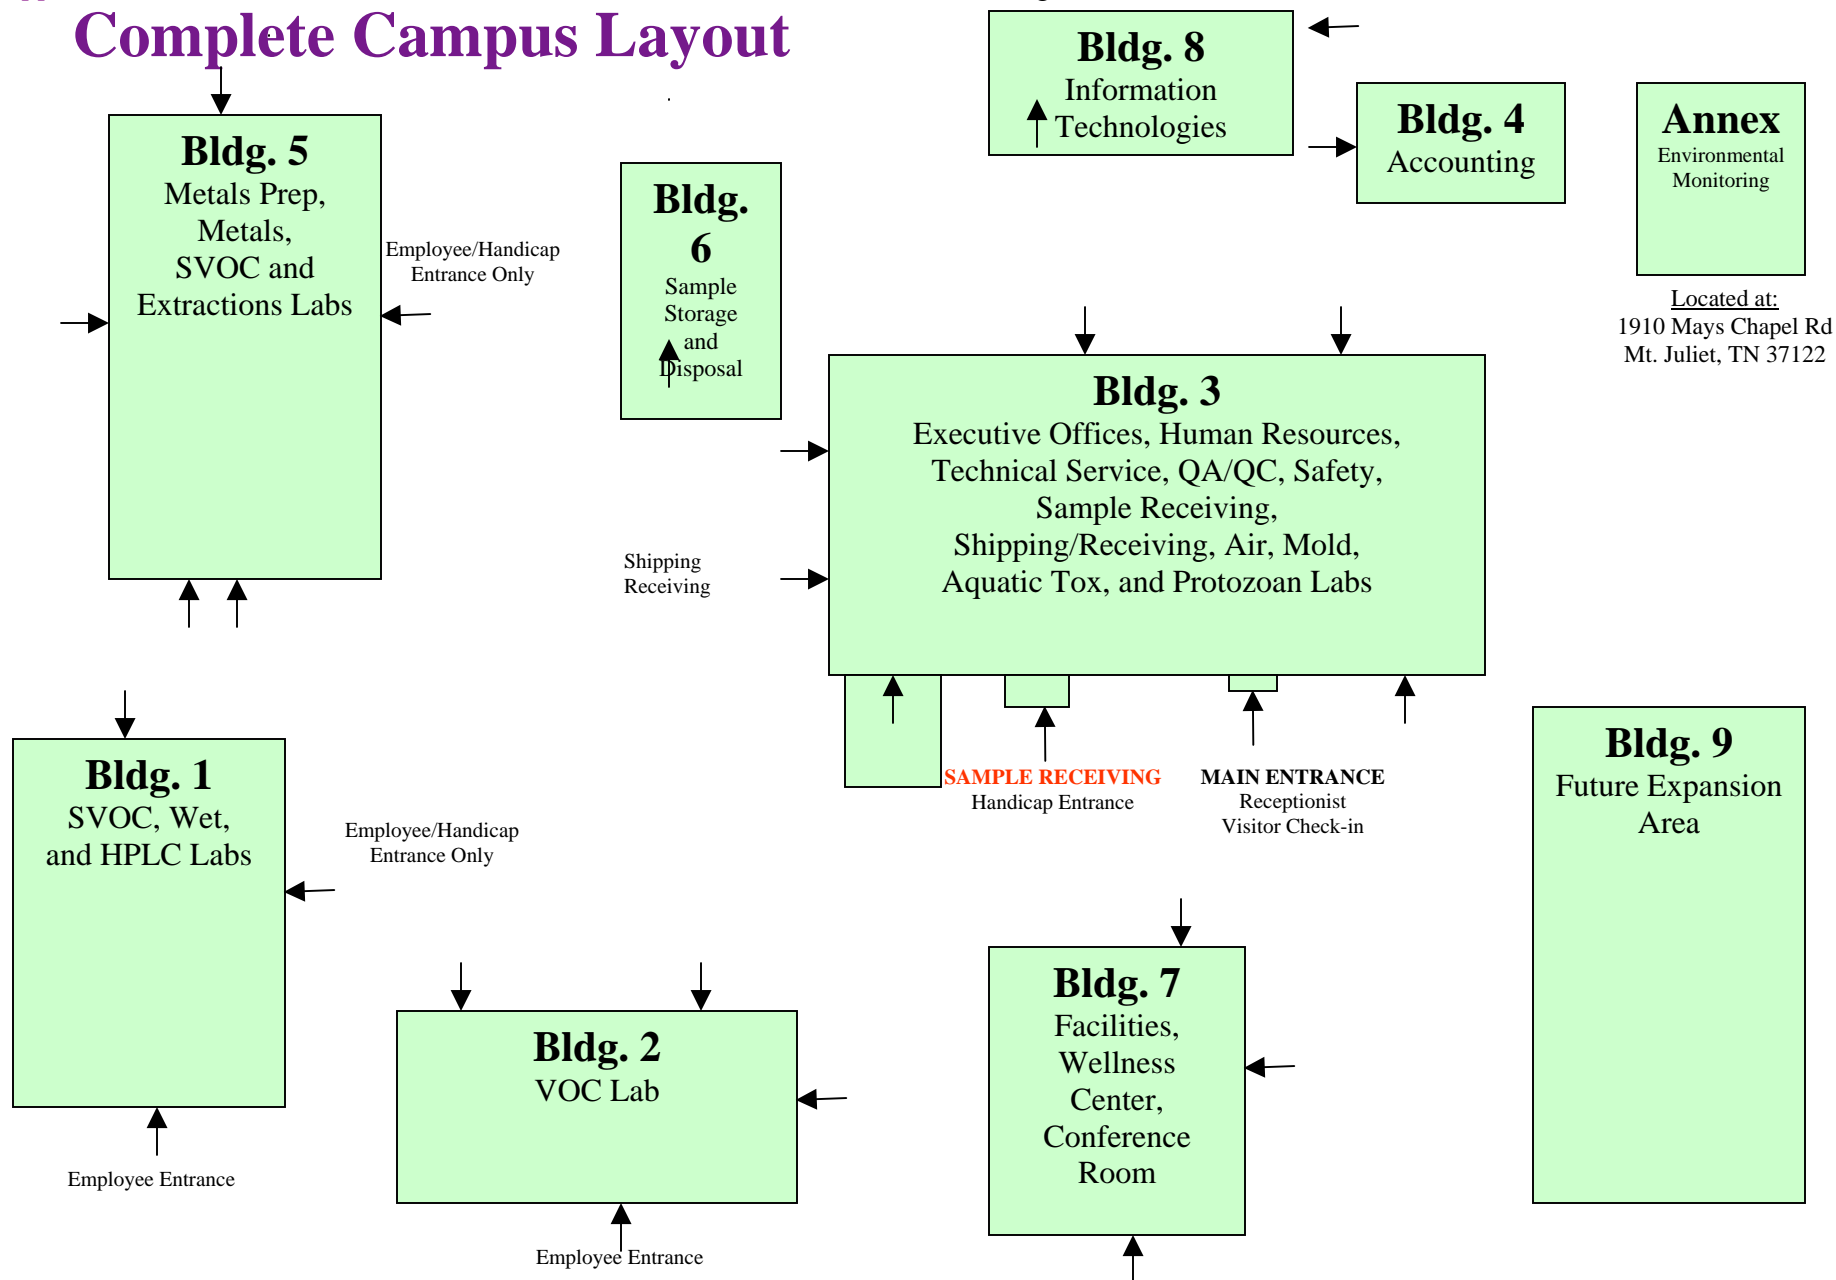 Complete Campus Layout
Bldg. 8
Information
Technologies
Bldg. 4
Accounting
Annex
Environmental
Monitoring
Located at:
1910 Mays Chapel Rd
Mt. Juliet, TN 37122
Bldg. 5
Metals Prep,
Metals,
SVOC and
Extractions Labs
Employee/Handicap
Entrance Only
Bldg.
6
Sample
Storage
and
Disposal
Bldg. 3
Executive Offices, Human Resources,
Technical Service, QA/QC, Safety,
Sample Receiving,
Shipping/Receiving, Air, Mold,
Aquatic Tox, and Protozoan Labs
Shipping
Receiving
SAMPLE RECEIVING
Handicap Entrance
MAIN ENTRANCE
Receptionist
Visitor Check-in
Bldg. 9
Future Expansion
Area
Bldg. 1
SVOC, Wet,
and HPLC Labs
Employee/Handicap
Entrance Only
Employee Entrance
Bldg. 2
VOC Lab
Employee Entrance
Bldg. 7
Facilities,
Wellness
Center,
Conference
Room